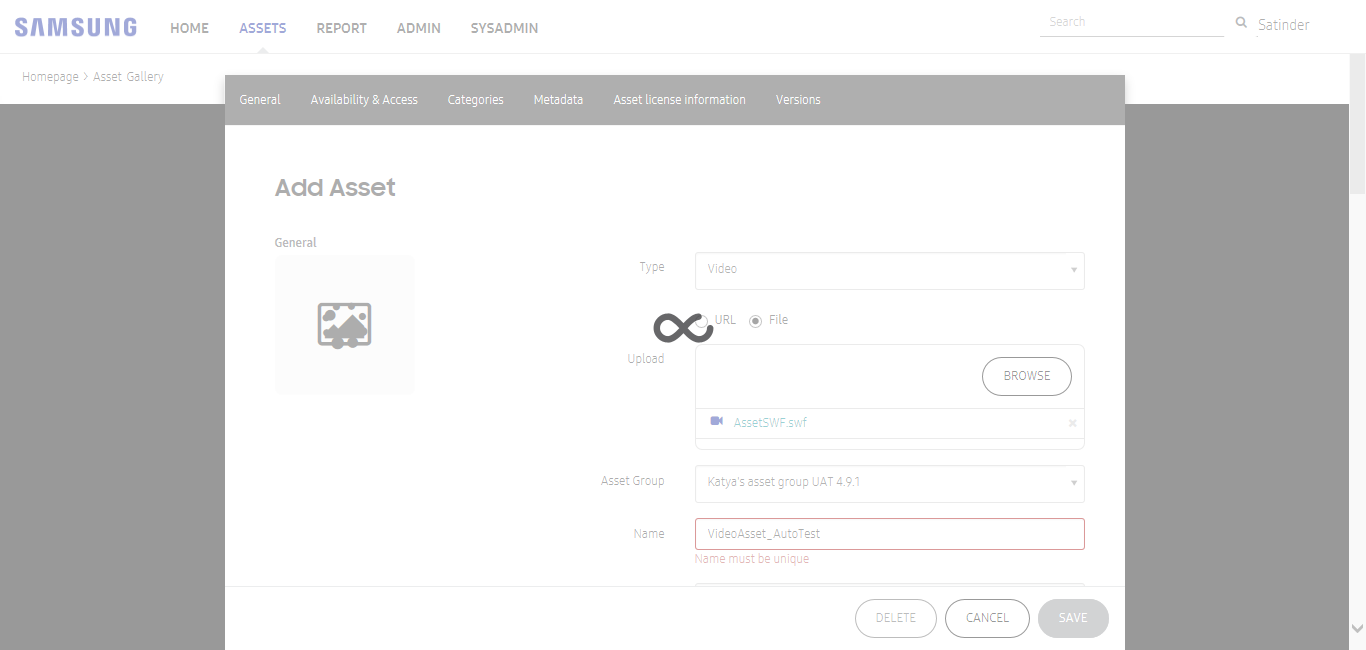 SAMSUNG HOME ASSETS REPORT ADMIN SYSADMIN Search Satinder
Homepage > Asset Gallery
General Availability & Access Categories Metadata Asset license information Versions
Add Asset
General
Type Video
URL File
Upload
BROWSE
AssetSWF.swf
Asset Group Katya's asset group UAT 4.9.1
Name VideoAsset_AutoTest
Name must be unique
DELETE CANCEL SAVE